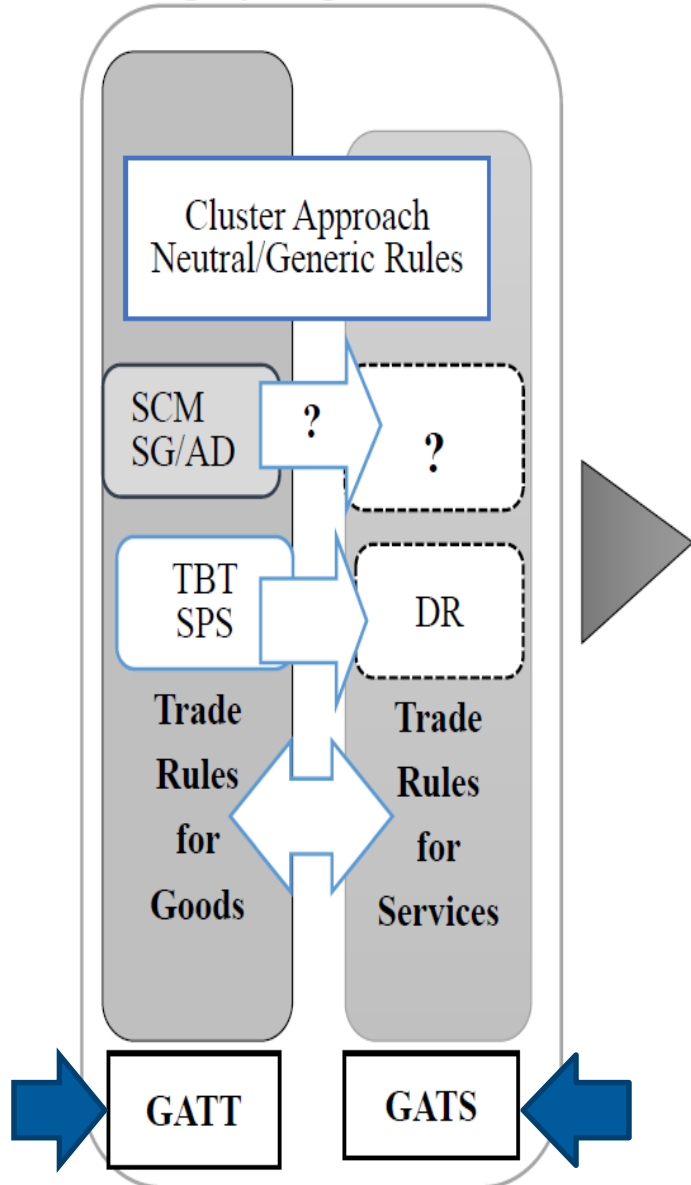 Cluster Approach
Neutral/Generic Rules
SCM
SG/AD
?
?
TBT
SPS
DR
Trade
Rules
for
Goods
Trade
Rules
for
Services
GATT
GATS